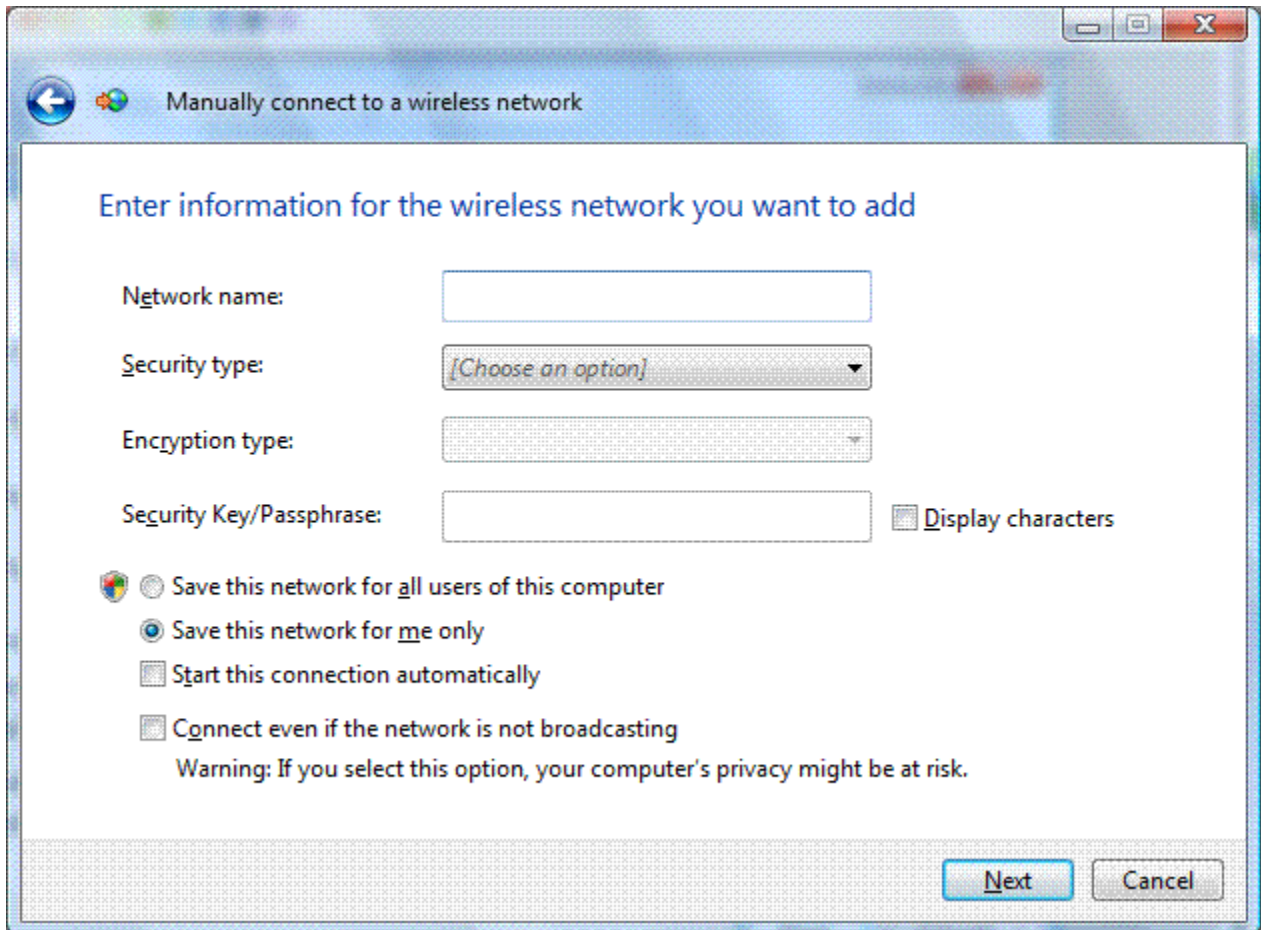 Manually connect to a wireless network
Enter information for the wireless network you want to add
Network name:
Security type: [Choose an option]
Encryption type:
Security Key/Passphrase: Display characters
Save this network for all users of this computer
Save this network for me only
Start this connection automatically
Connect even if the network is not broadcasting
Warning: If you select this option, your computer's privacy might be at risk.
Next Cancel